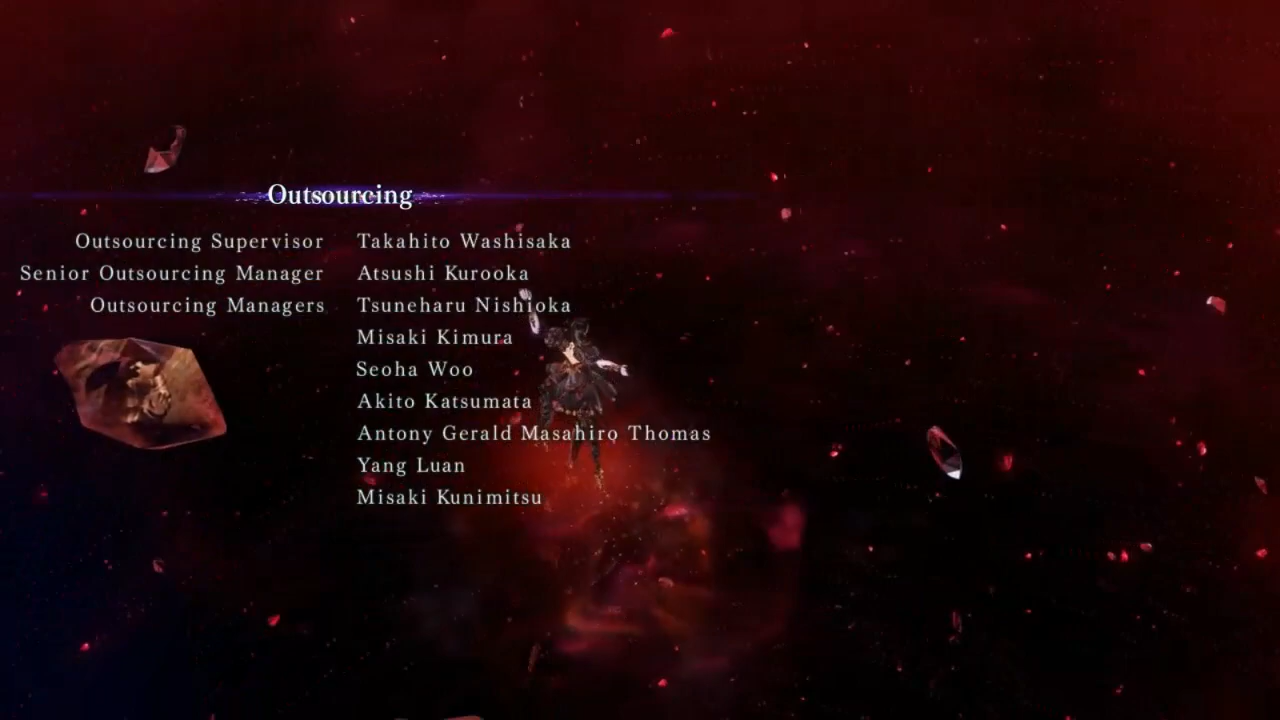 Outsourcing
Outsourcing Supervisor Takahito Washisaka
Senior Outsourcing Manager Atsushi Kurooka
Outsourcing Managers Tsuneharu Nishioka
Misaki Kimura
Seoha Woo
Akito Katsumata
Antony Gerald Masahiro Thomas
Yang Luan
Misaki Kunimitsu